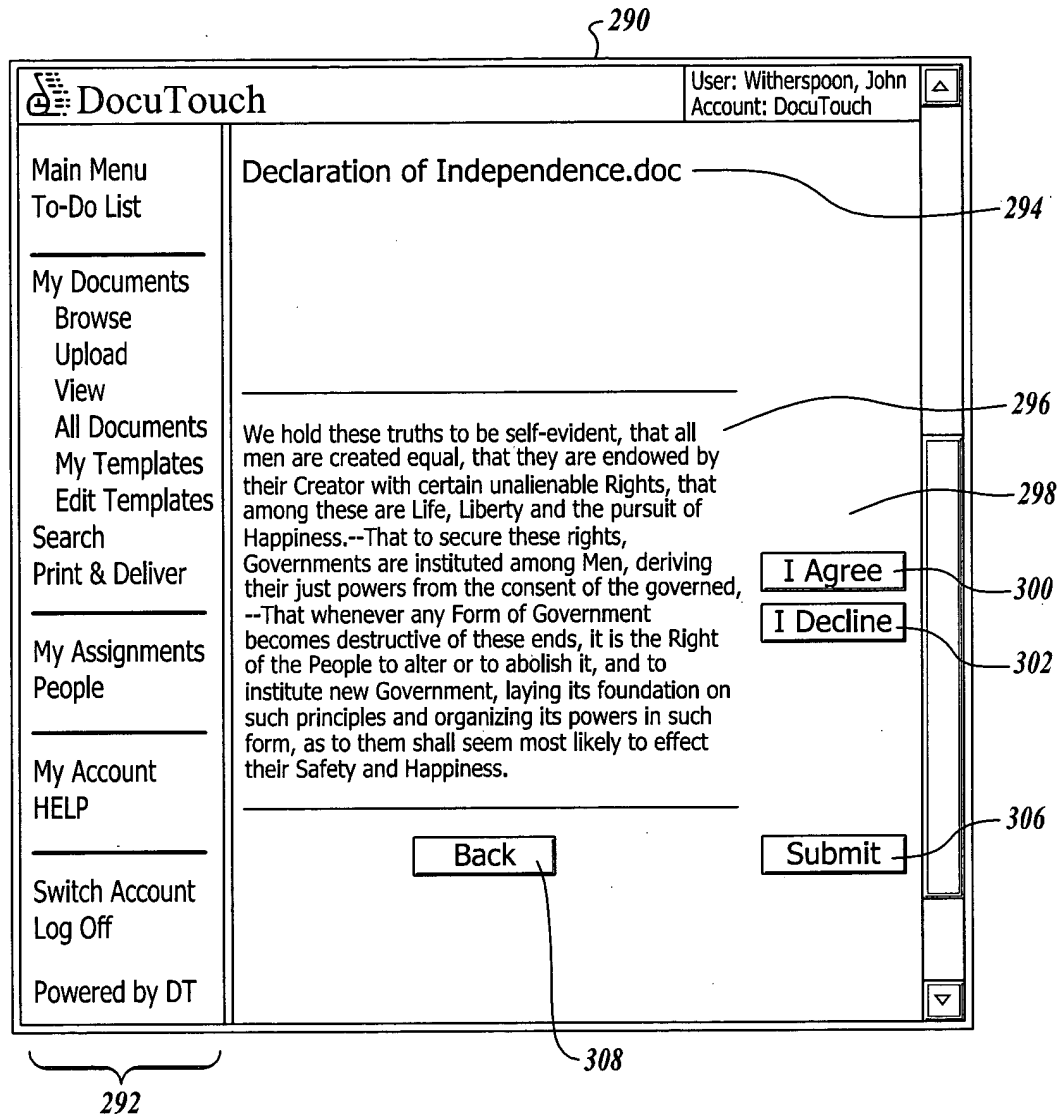 290
DocuTouch
User: Witherspoon, John
Account: DocuTouch
Main Menu
To-Do List
My Documents
Browse
Upload
View
All Documents
My Templates
Edit Templates
Search
Print & Deliver
My Assignments
People
My Account
HELP
Switch Account
Log Off
Powered by DT
292
Declaration of Independence.doc
294
We hold these truths to be self-evident, that all
men are created equal, that they are endowed by
their Creator with certain unalienable Rights, that
among these are Life, Liberty and the pursuit of
Happiness.--That to secure these rights,
Governments are instituted among Men, deriving
their just powers from the consent of the governed,
--That whenever any Form of Government
becomes destructive of these ends, it is the Right
of the People to alter or to abolish it, and to
institute new Government, laying its foundation on
such principles and organizing its powers in such
form, as to them shall seem most likely to effect
their Safety and Happiness.
296
298
I Agree
300
I Decline
302
Back
308
Submit
306